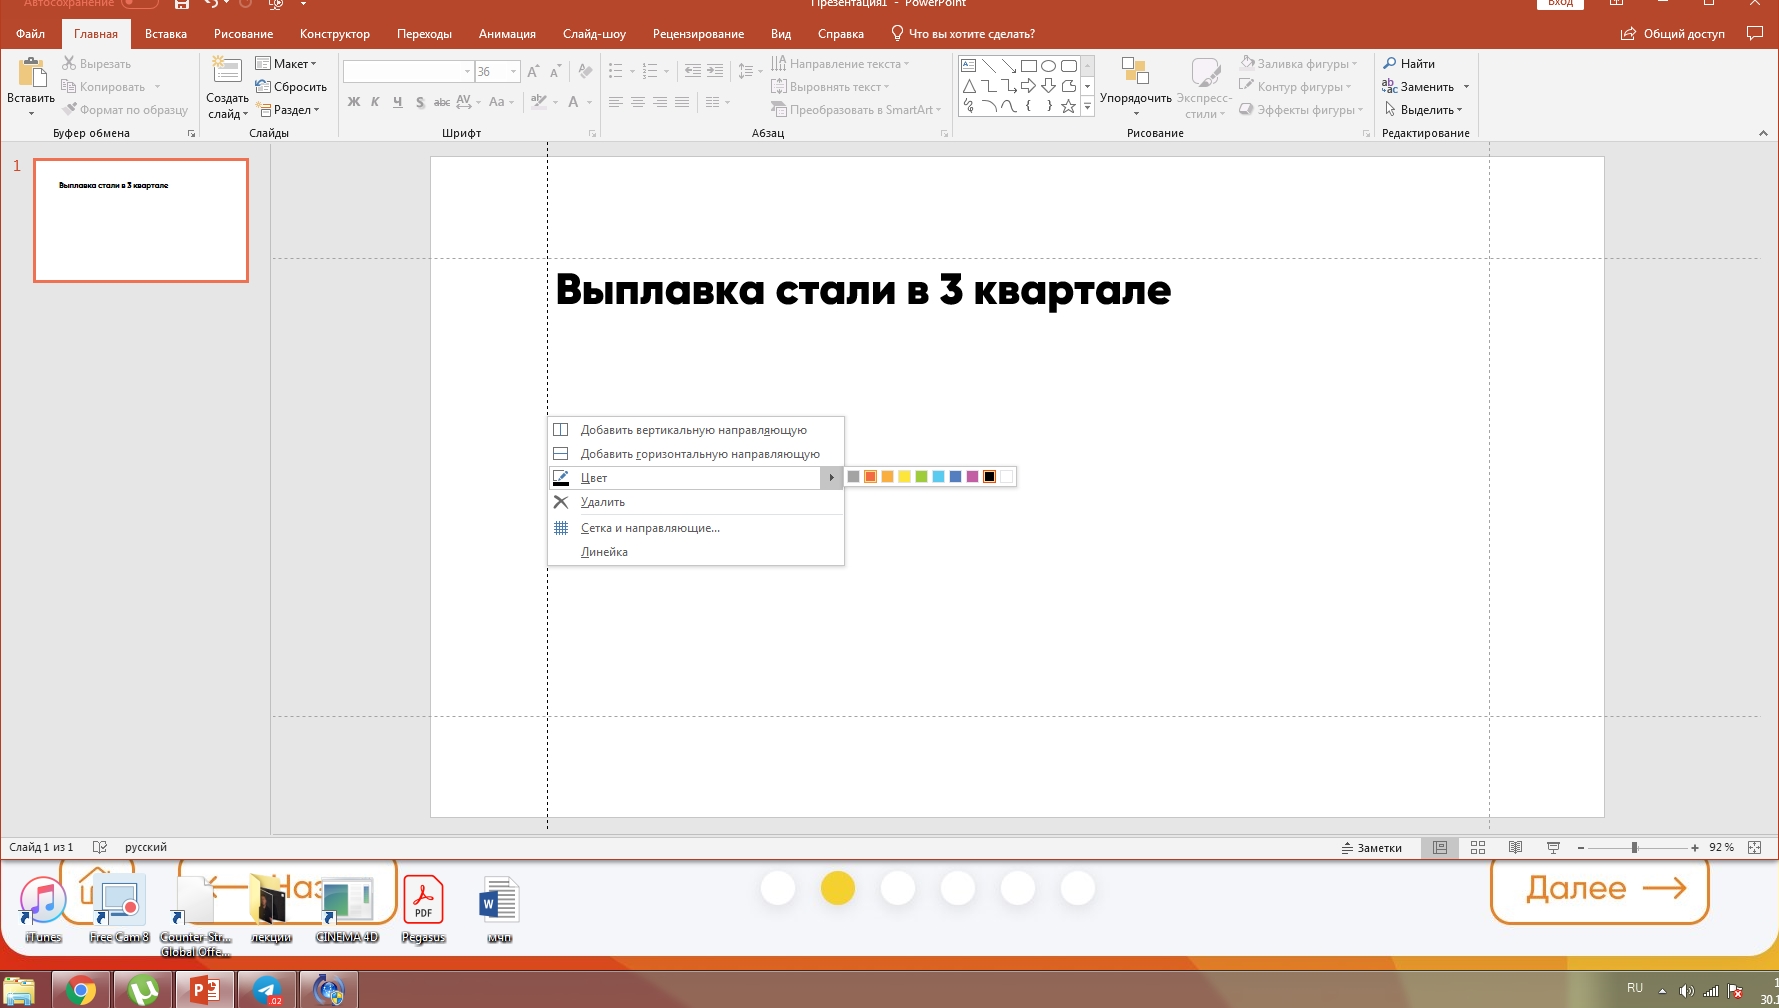 Автосохранение
Презентация1 - PowerPoint
Вход
Файл
Главная
Вставка
Рисование
Конструктор
Переходы
Анимация
Слайд-шоу
Рецензирование
Вид
Справка
Что вы хотите сделать?
Общий доступ
Вставить
Вырезать
Копировать
Формат по образцу
Буфер обмена
Создать слайд
Макет
Сбросить
Раздел
Слайды
36
Ж К Ч S abc AV Aa
A
Шрифт
Направление текста
Выровнять текст
Преобразовать в SmartArt
Абзац
Упорядочить
Экспресс-
стили
Заливка фигуры
Контур фигуры
Эффекты фигуры
Рисование
Найти
Заменить
Выделить
Редактирование
1
Выплавка стали в 3 квартале
Выплавка стали в 3 квартале
Добавить вертикальную направляющую
Добавить горизонтальную направляющую
Цвет
Удалить
Сетка и направляющие...
Линейка
Слайд 1 из 1
русский
Заметки
92 %
Наз
Далее
iTunes
Free Cam 8
Counter-Str...
Global Offe...
лекции
CINEMA 4D
PDF
Pegasus
мчп
RU